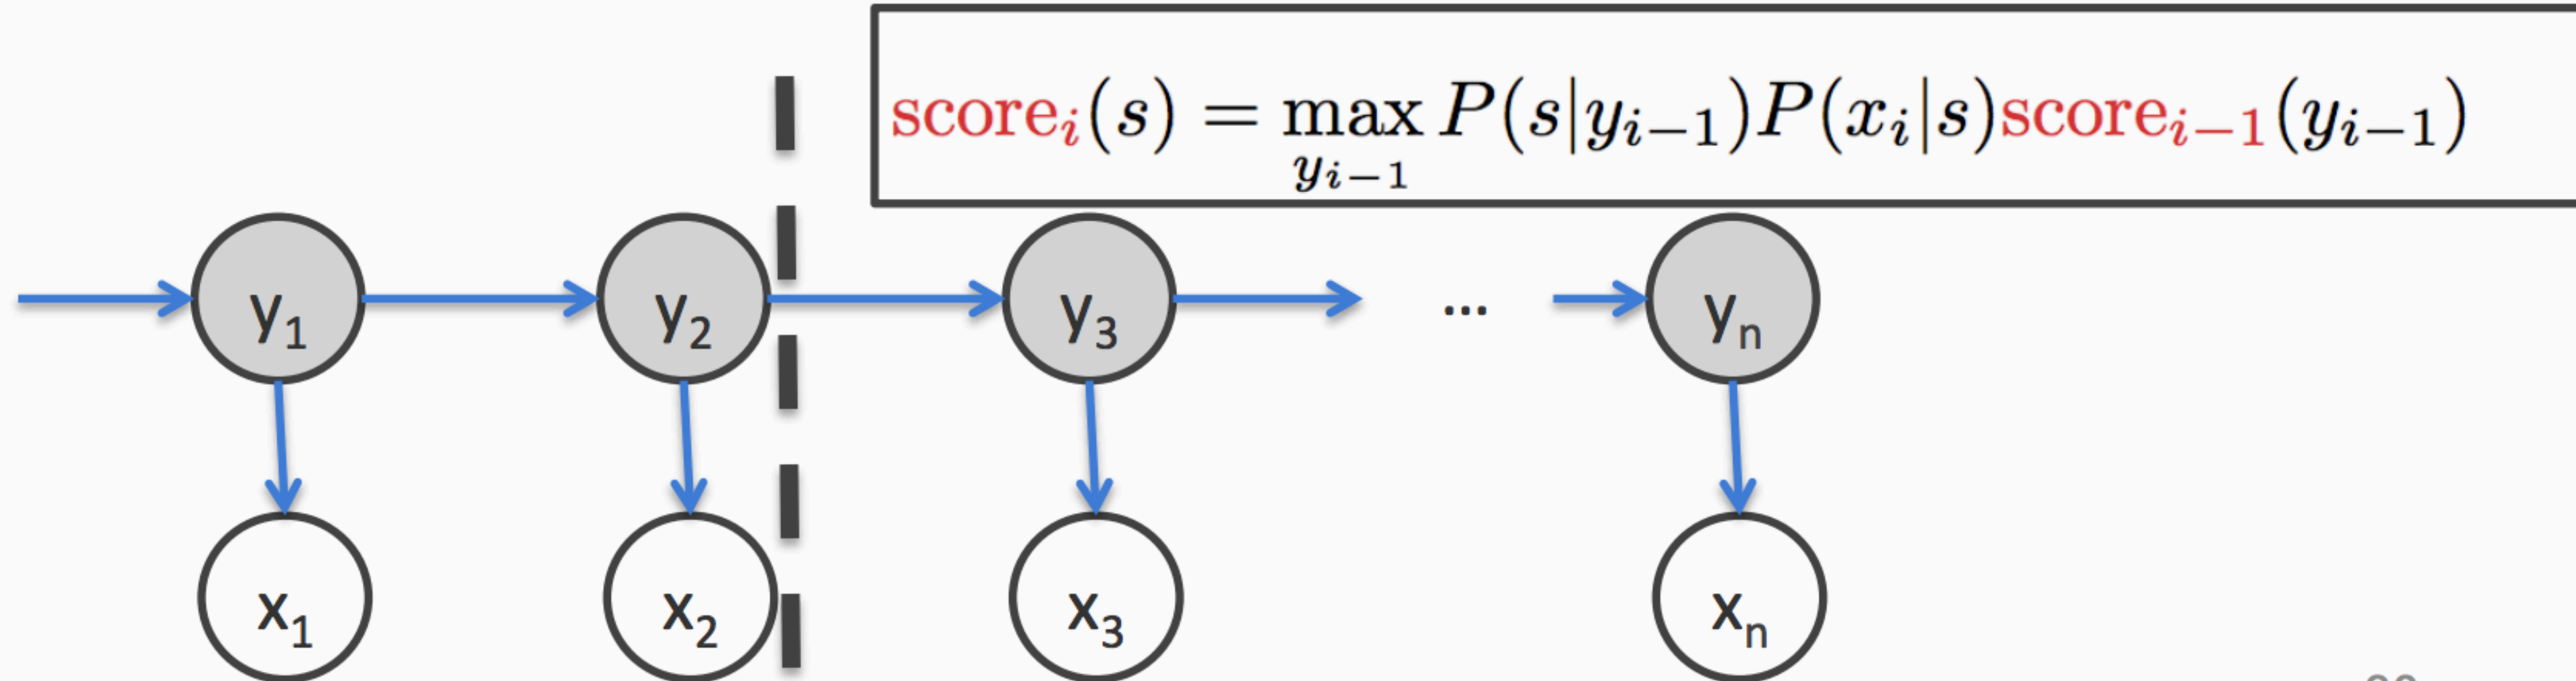 score_i(s) = max_{y_{i−1}} P(s|y_{i−1})P(x_i|s)score_{i−1}(y_{i−1})
y₁ y₂ y₃ ... yₙ
x₁ x₂ x₃ xₙ